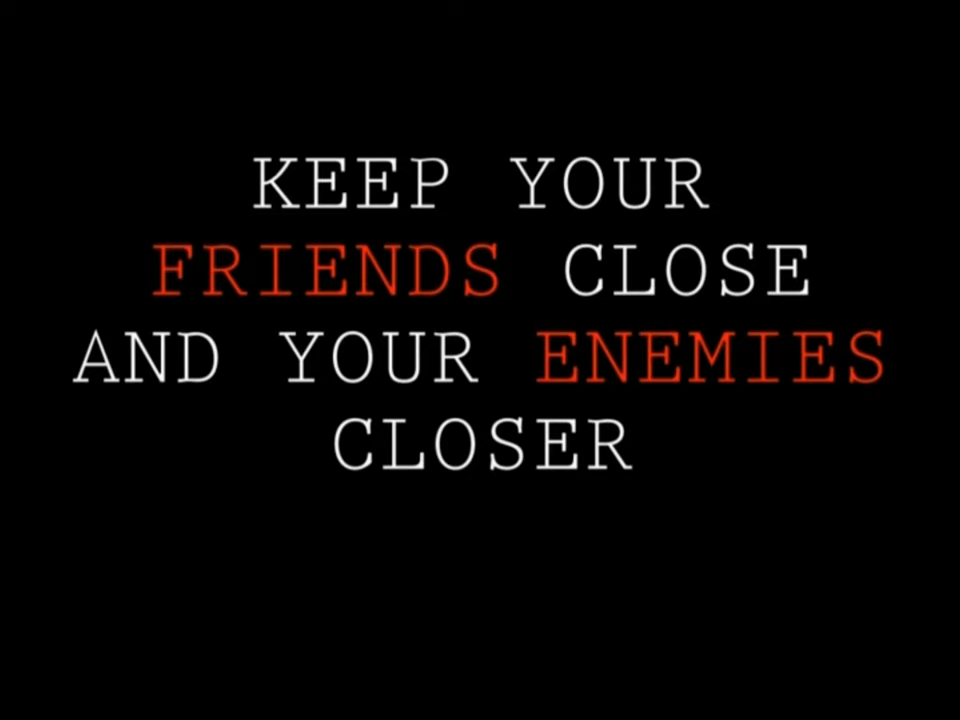 KEEP YOUR
FRIENDS CLOSE
AND YOUR ENEMIES
CLOSER